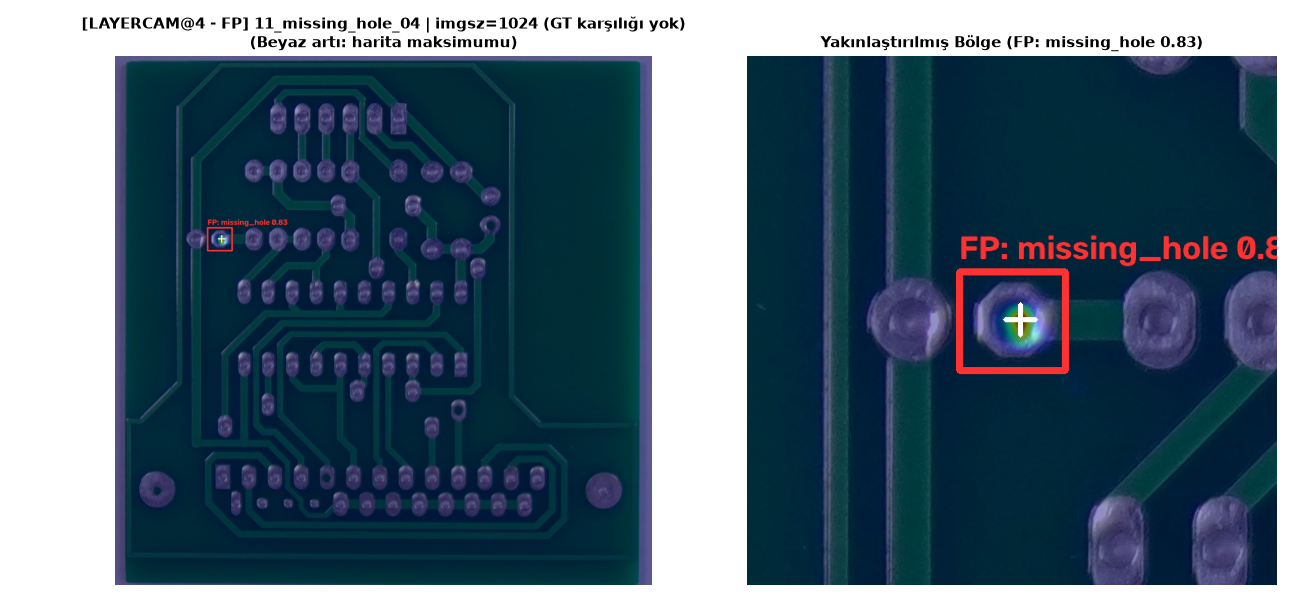 [LAYERCAM@4 - FP] 11_missing_hole_04 | imgsz=1024 (GT karşılığı yok)
(Beyaz artı: harita maksimumu)
Yakınlaştırılmış Bölge (FP: missing_hole 0.83)
FP: missing_hole 0.83
FP: missing_hole 0.8